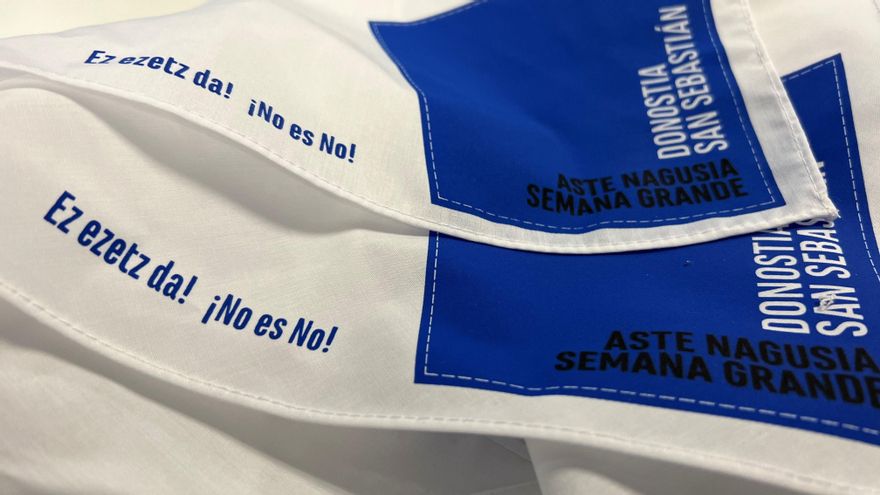 Ez ezetz da! ¡No es No!
DONOSTIA
SAN SEBASTIÁN
ASTE NAGUSIA
SEMANA GRANDE
Ez ezetz da! ¡No es No!
DONOSTIA
SAN SEBAS
ASTE NAGUSIA
SEMANA GRANDE